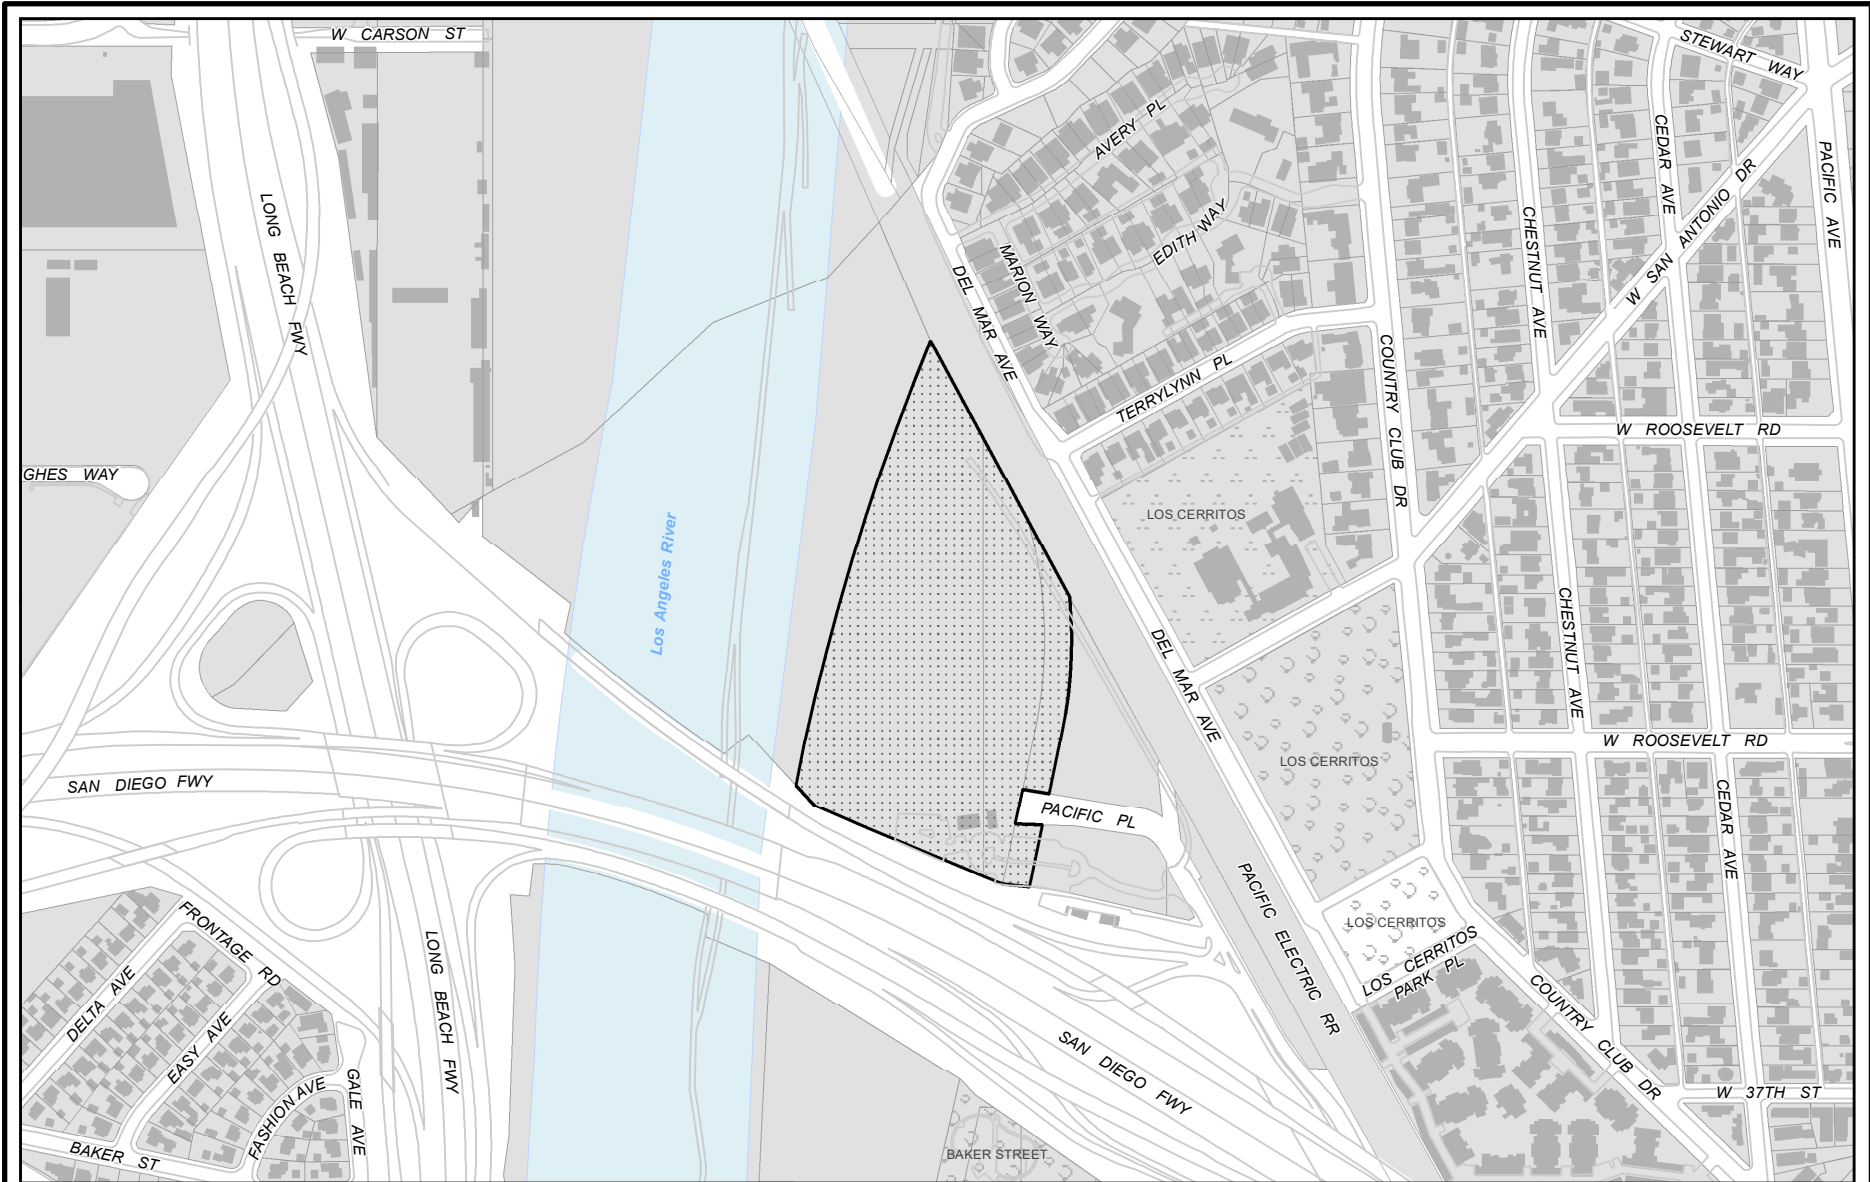 W CARSON ST
STEWART WAY
AVERY PL
CEDAR AVE
PACIFIC AVE
W SAN ANTONIO DR
LONG BEACH FWY
EDITH WAY
MARION WAY
CHESTNUT AVE
DEL MAR AVE
TERRYLYNN PL
COUNTRY CLUB DR
W ROOSEVELT RD
GHES WAY
LOS CERRITOS
Los Angeles River
CHESTNUT AVE
DEL MAR AVE
W ROOSEVELT RD
LOS CERRITOS
SAN DIEGO FWY
PACIFIC PL
CEDAR AVE
PACIFIC ELECTRIC RR
LOS CERRITOS
FRONTAGE RD
LOS CERRITOS
PARK PL
DELTA AVE
LONG BEACH FWY
COUNTRY CLUB DR
EASY AVE
SAN DIEGO FWY
W 37TH ST
FASHION AVE
GALE AVE
BAKER ST
BAKER STREET